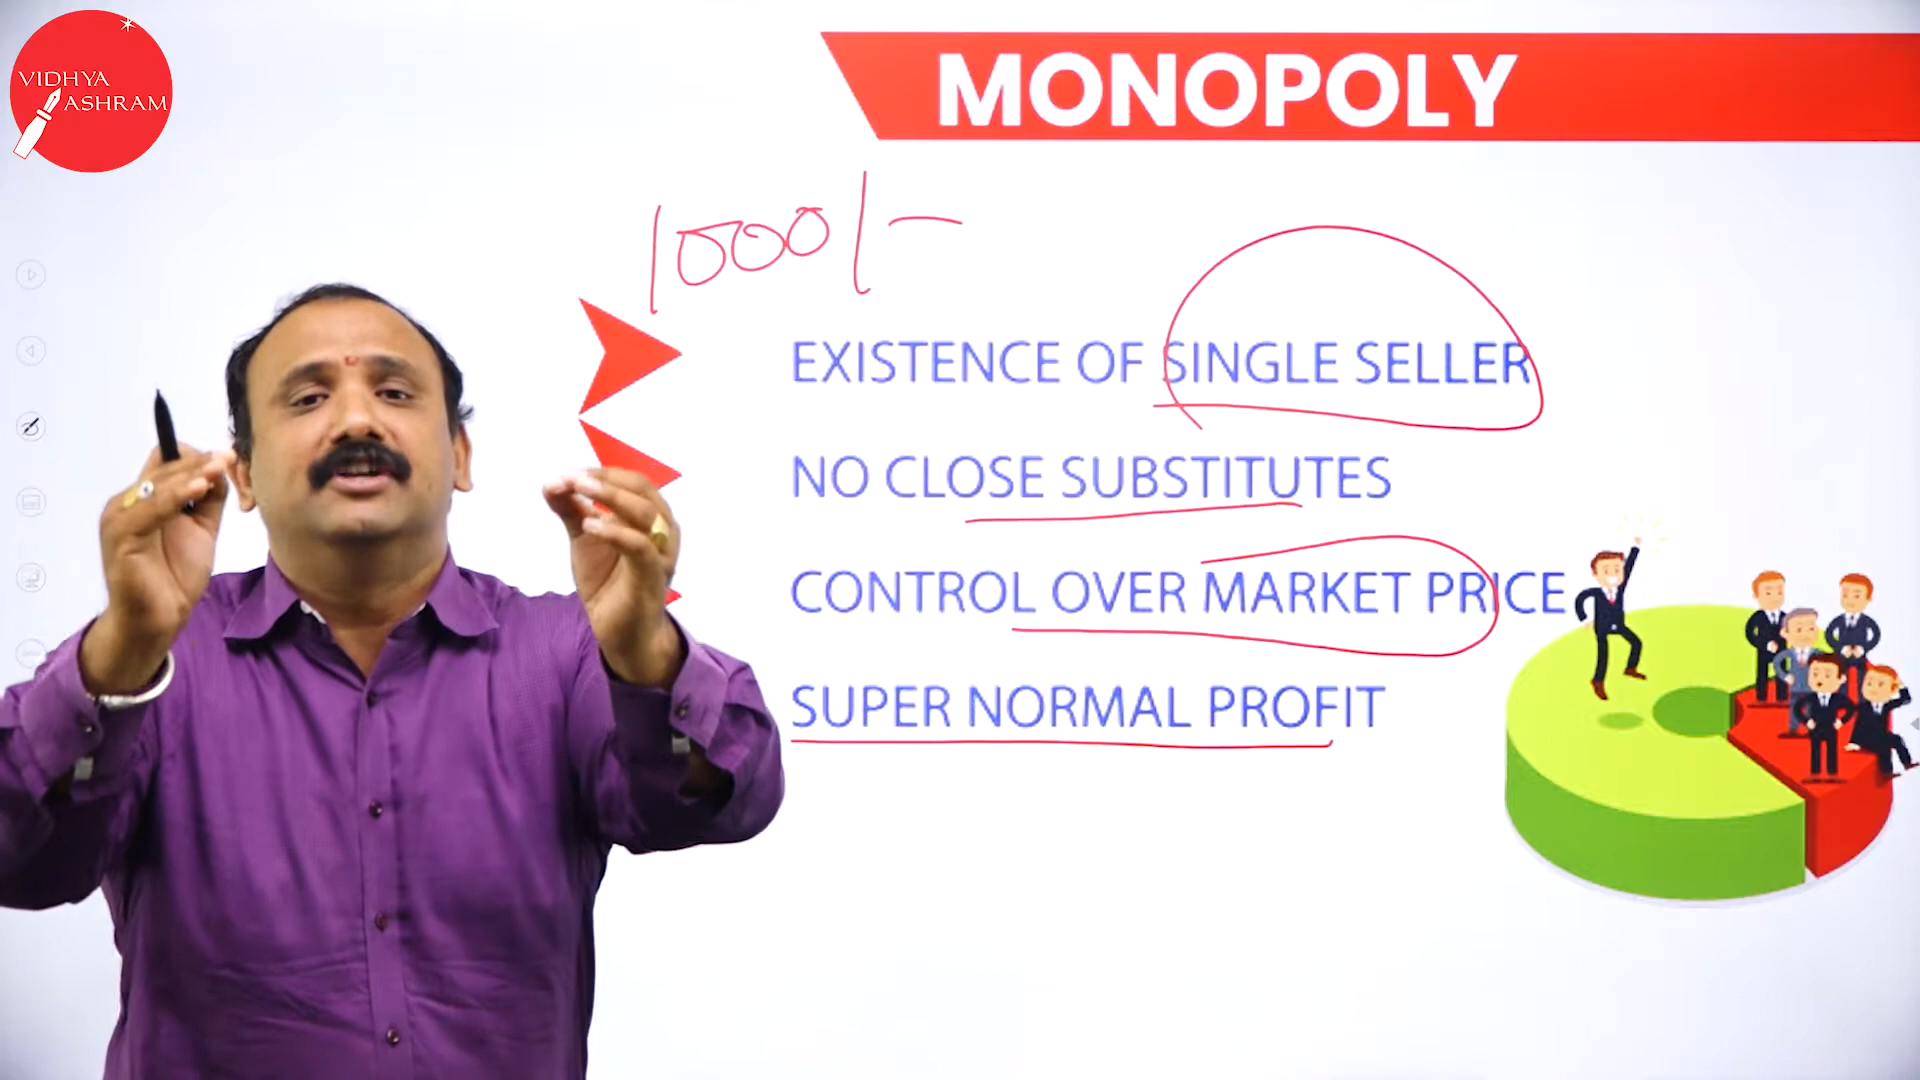 VIDHYA
ASHRAM
MONOPOLY
1000/-
EXISTENCE OF SINGLE SELLER
NO CLOSE SUBSTITUTES
CONTROL OVER MARKET PRICE
SUPER NORMAL PROFIT